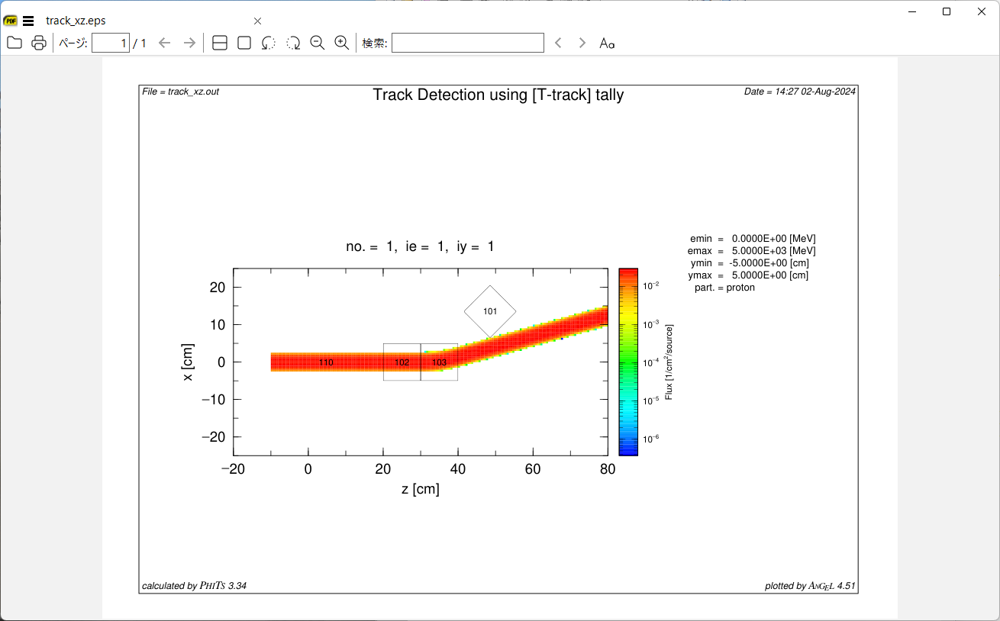 PDF track_xz.eps
ページ: 1 / 1 検索: Aa
File = track_xz.out Track Detection using [T-track] tally Date = 14:27 02-Aug-2024
no. = 1, ie = 1, iy = 1
emin = 0.0000E+00 [MeV]
emax = 5.0000E+03 [MeV]
ymin = -5.0000E+00 [cm]
ymax = 5.0000E+00 [cm]
part. = proton
20
10
0
−10
−20
x [cm]
101
110 102 103
−20 0 20 40 60 80
z [cm]
10−2
10−3
10−4
10−5
10−6
Flux [1/cm2/source]
calculated by PHITS 3.34 plotted by ANGEL 4.51